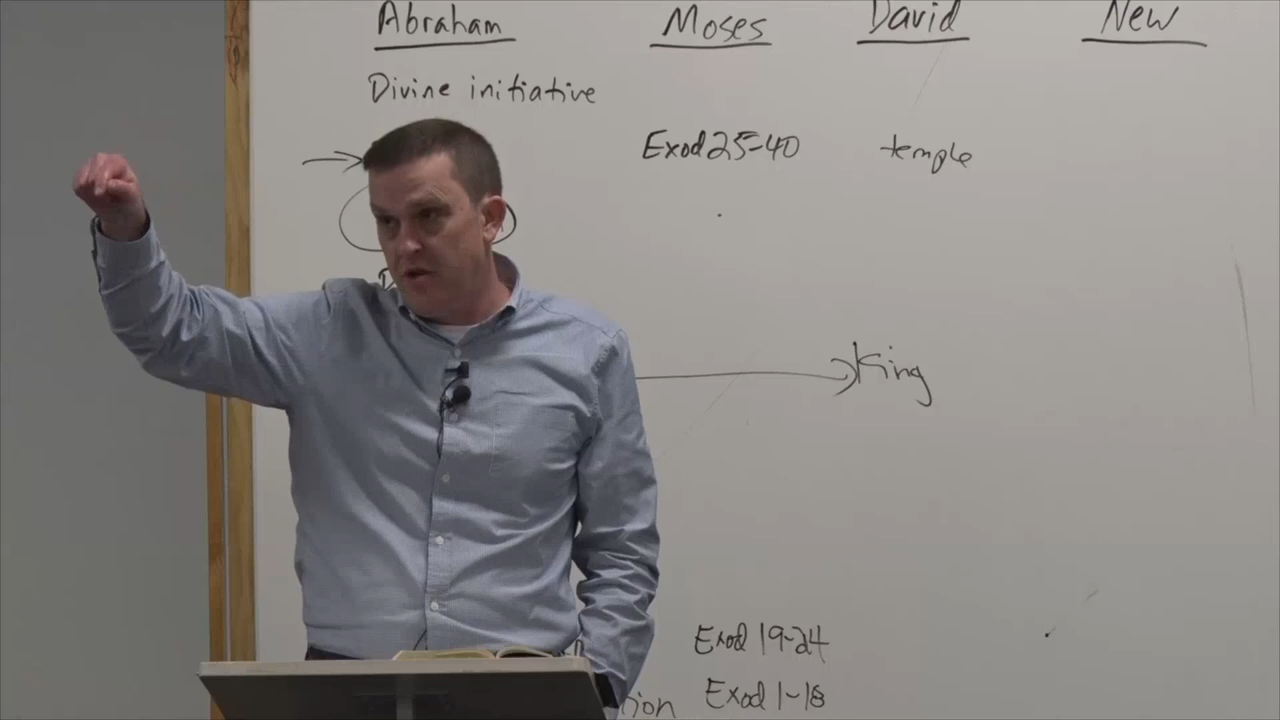 Abraham Moses David New
Divine initiative
Exod 25-40 temple
King
Exod 19-24
Exod 1-18